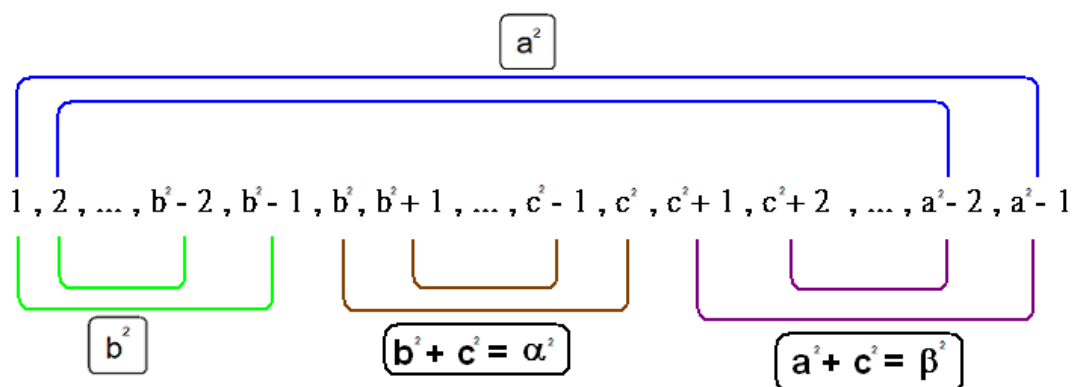 a²
1 , 2 , ... , b²- 2 , b²- 1 , b², b²+ 1 , ..., c²- 1 , c² , c²+ 1, c²+ 2 , ..., a²- 2 , a²- 1
b²
b²+ c²= α²
a²+ c²= β²